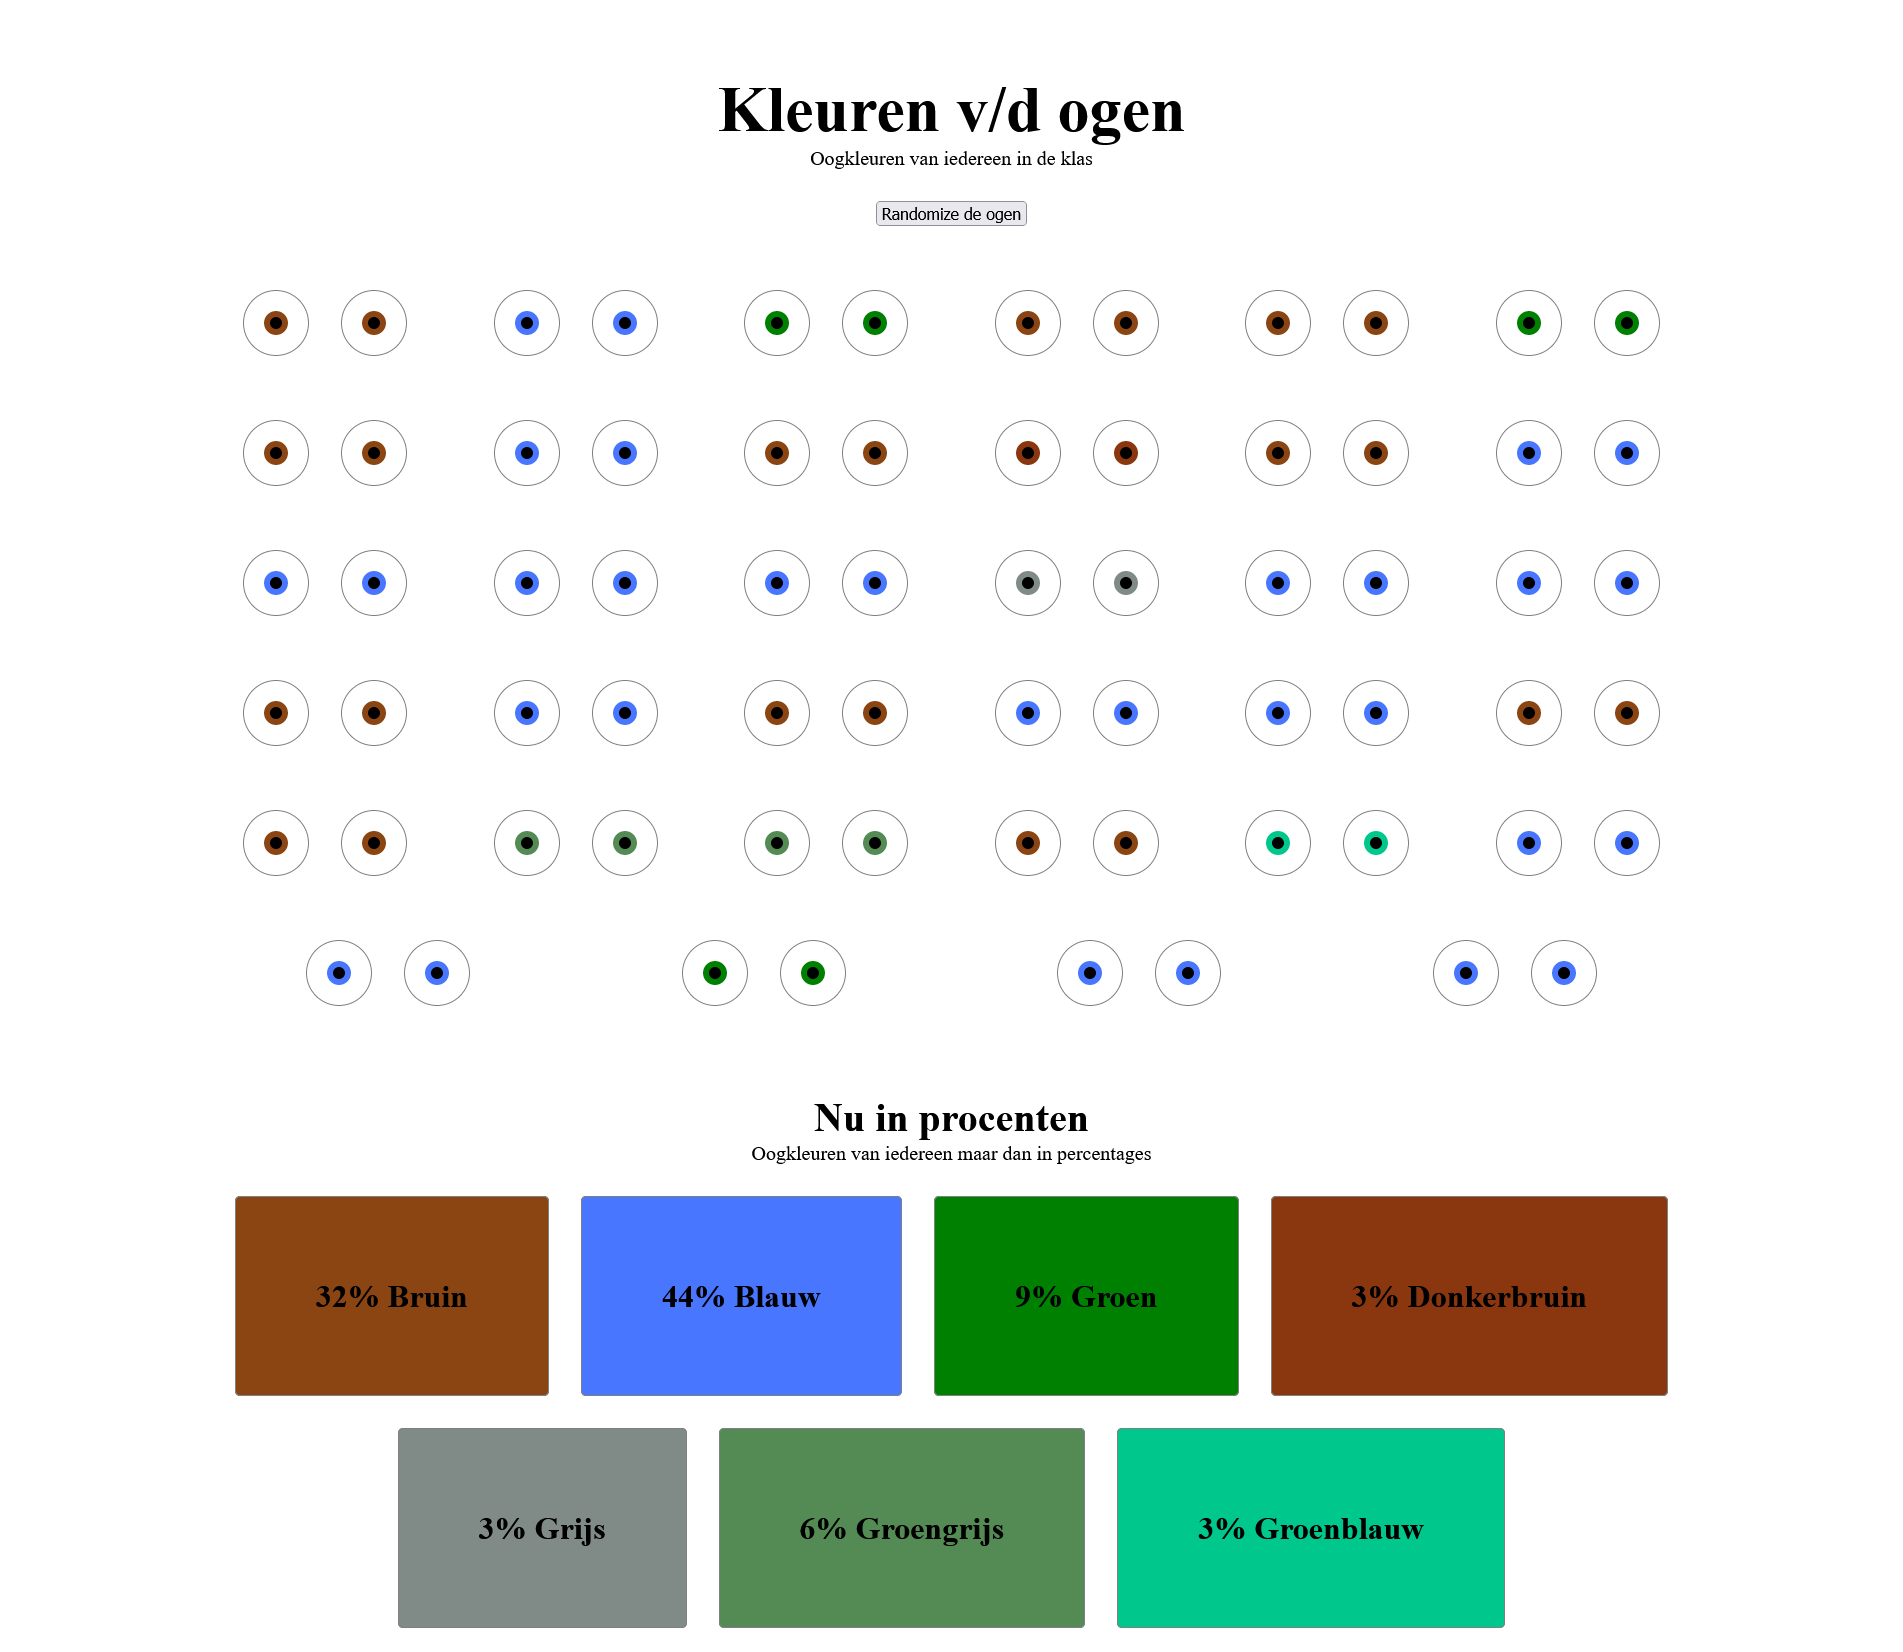 Kleuren v/d ogen
Oogkleuren van iedereen in de klas
Randomize de ogen
Nu in procenten
Oogkleuren van iedereen maar dan in percentages
32% Bruin
44% Blauw
9% Groen
3% Donkerbruin
3% Grijs
6% Groengrijs
3% Groenblauw